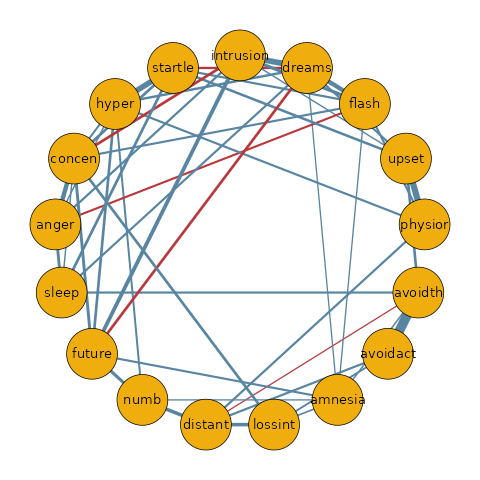 intrusion
startle
dreams
hyper
flash
concen
upset
anger
physior
sleep
avoidth
future
avoidact
numb
amnesia
distant
lossint